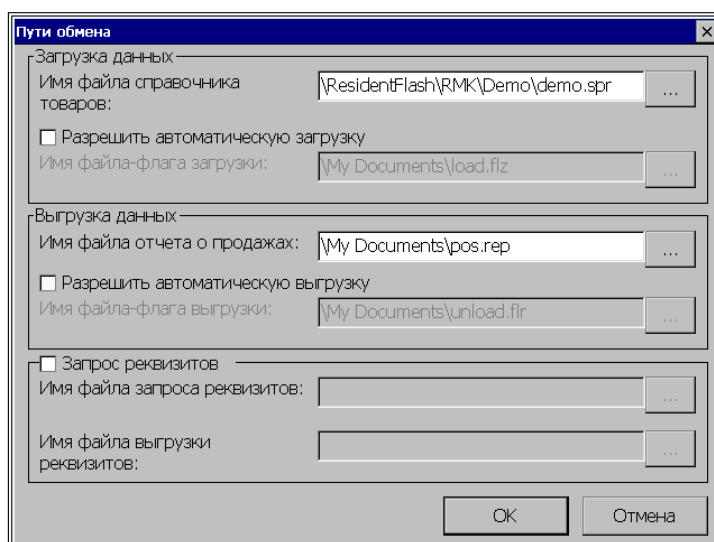 Пути обмена
Загрузка данных
Имя файла справочника
товаров:
\ResidentFlash\RMK\Demo\demo.spr
...
Разрешить автоматическую загрузку
Имя файла-флага загрузки:
\My Documents\load.flz
...
Выгрузка данных
Имя файла отчета о продажах:
\My Documents\pos.rep
...
Разрешить автоматическую выгрузку
Имя файла-флага выгрузки:
\My Documents\unload.flr
...
Запрос реквизитов
Имя файла запроса реквизитов:
...
Имя файла выгрузки
реквизитов:
...
OK
Отмена